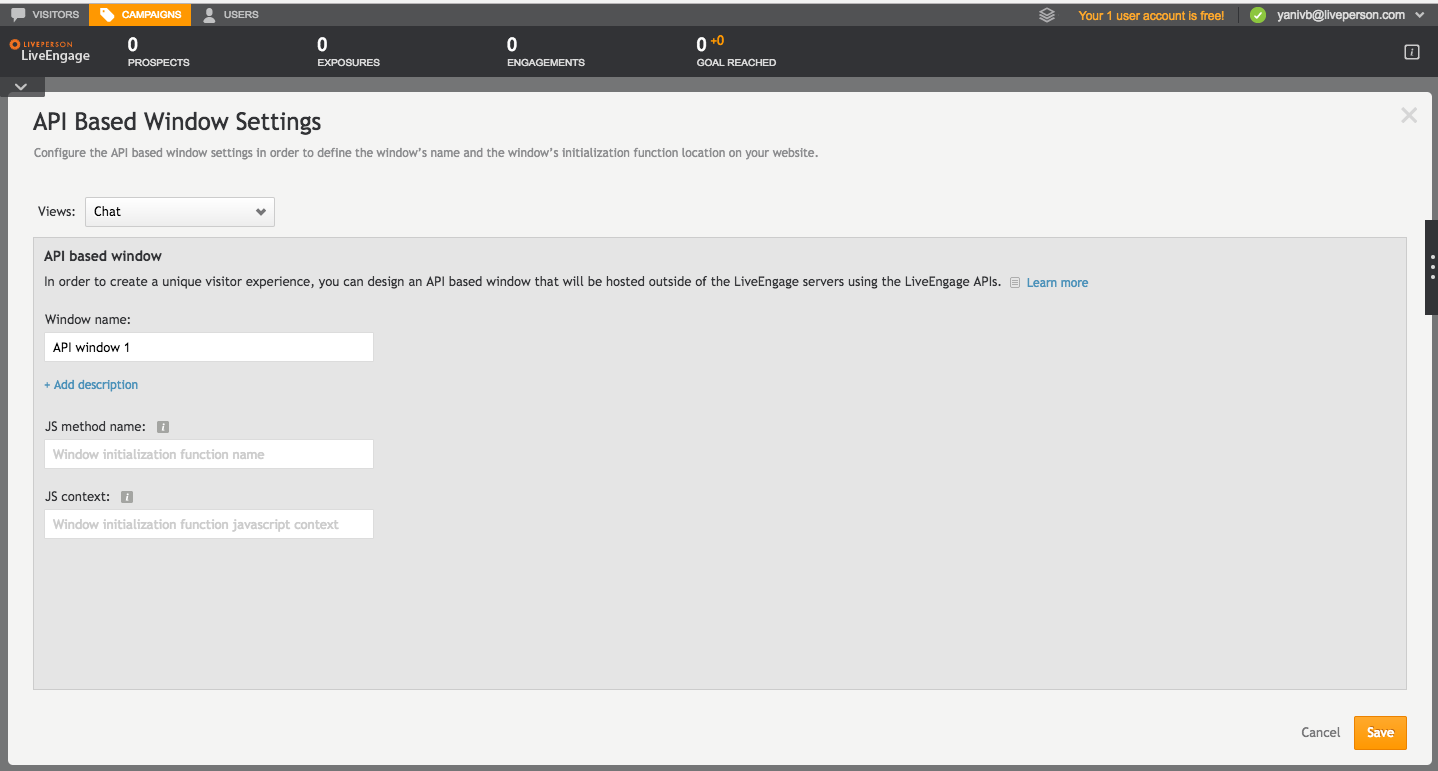 VISITORS CAMPAIGNS USERS Your 1 user account is free! yanivb@liveperson.com
LIVEPERSON
LiveEngage
0 0 0 0 +0
PROSPECTS EXPOSURES ENGAGEMENTS GOAL REACHED
API Based Window Settings
Configure the API based window settings in order to define the window's name and the window's initialization function location on your website.
Views: Chat
API based window
In order to create a unique visitor experience, you can design an API based window that will be hosted outside of the LiveEngage servers using the LiveEngage APIs. Learn more
Window name:
API window 1
+ Add description
JS method name: i
Window initialization function name
JS context: i
Window initialization function javascript context
Cancel Save